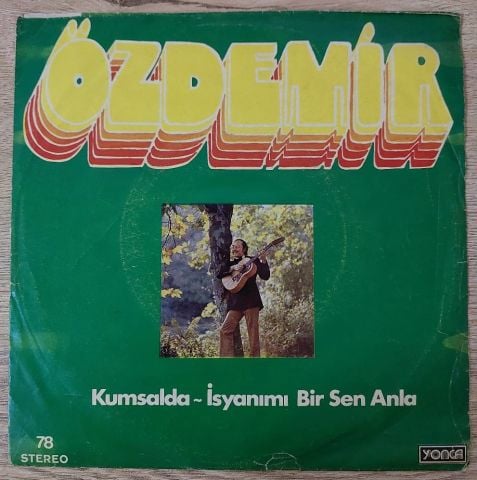 ÖZDEMİR
Kumsalda ~ İsyanımı Bir Sen Anla
78
STEREO
YONCA